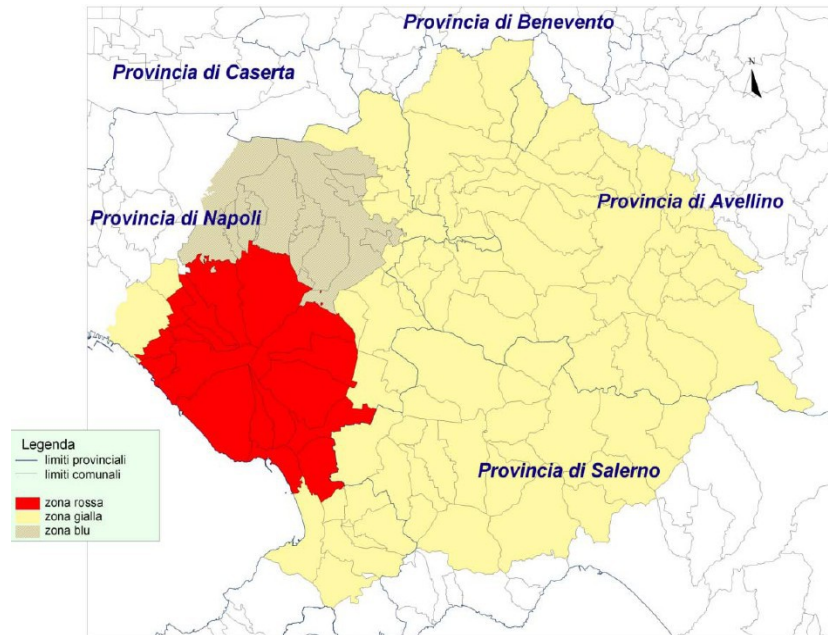 Provincia di Benevento
Provincia di Caserta
N
Provincia di Avellino
Provincia di Napoli
Provincia di Salerno
Legenda
limiti provinciali
limiti comunali
zona rossa
zona gialla
zona blu